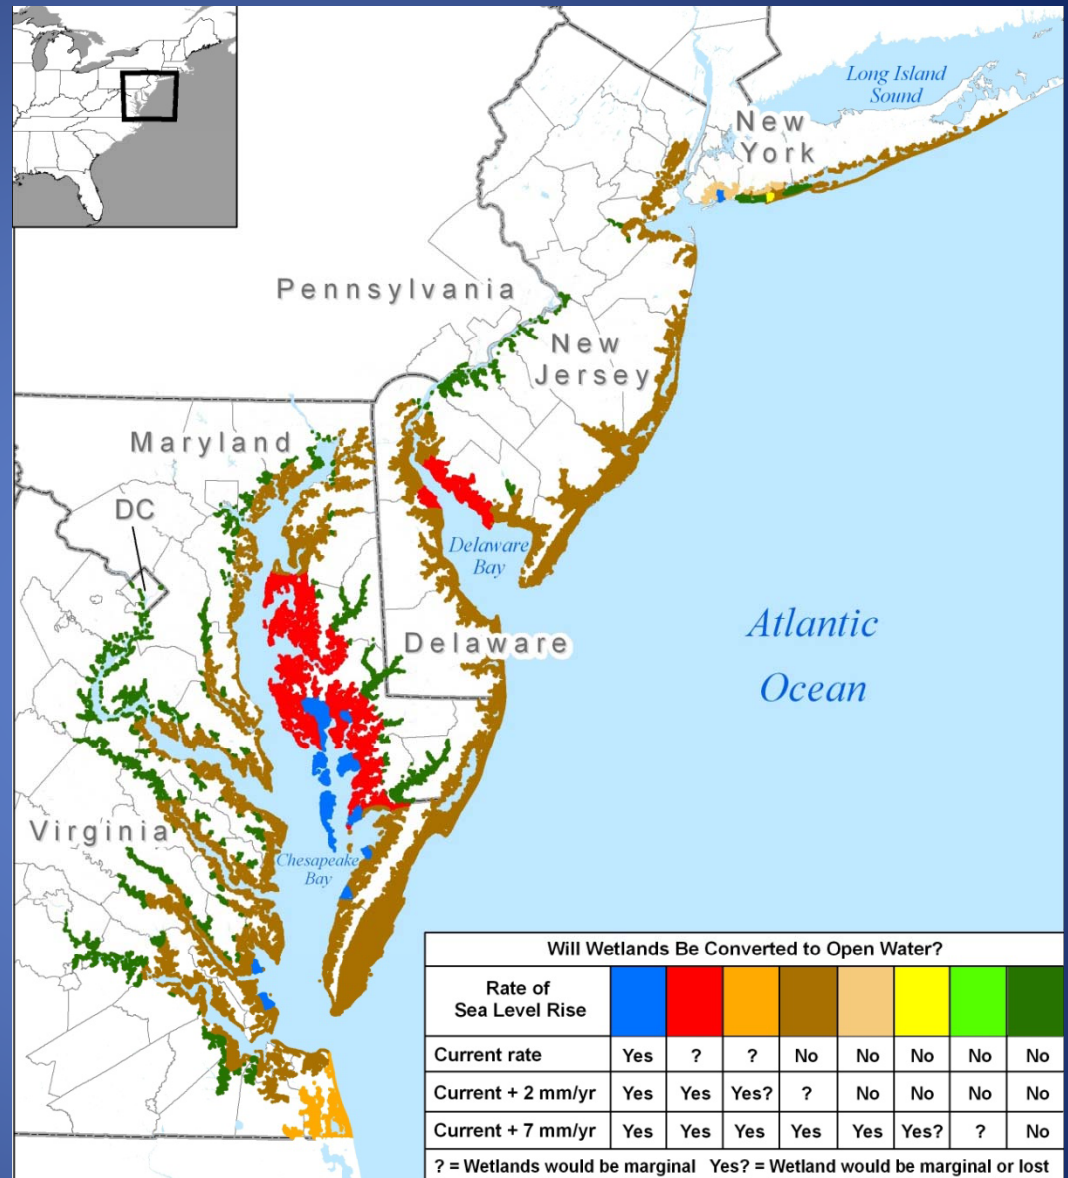 Long Island
Sound
New
York
Pennsylvania
New
Jersey
Maryland
DC
Delaware
Bay
Delaware
Atlantic
Ocean
Virginia
Chesapeake
Bay
Will Wetlands Be Converted to Open Water?
Rate of
Sea Level Rise
Current rate Yes ? ? No No No No No
Current + 2 mm/yr Yes Yes Yes? ? No No No No
Current + 7 mm/yr Yes Yes Yes Yes Yes Yes? ? No
? = Wetlands would be marginal Yes? = Wetland would be marginal or lost